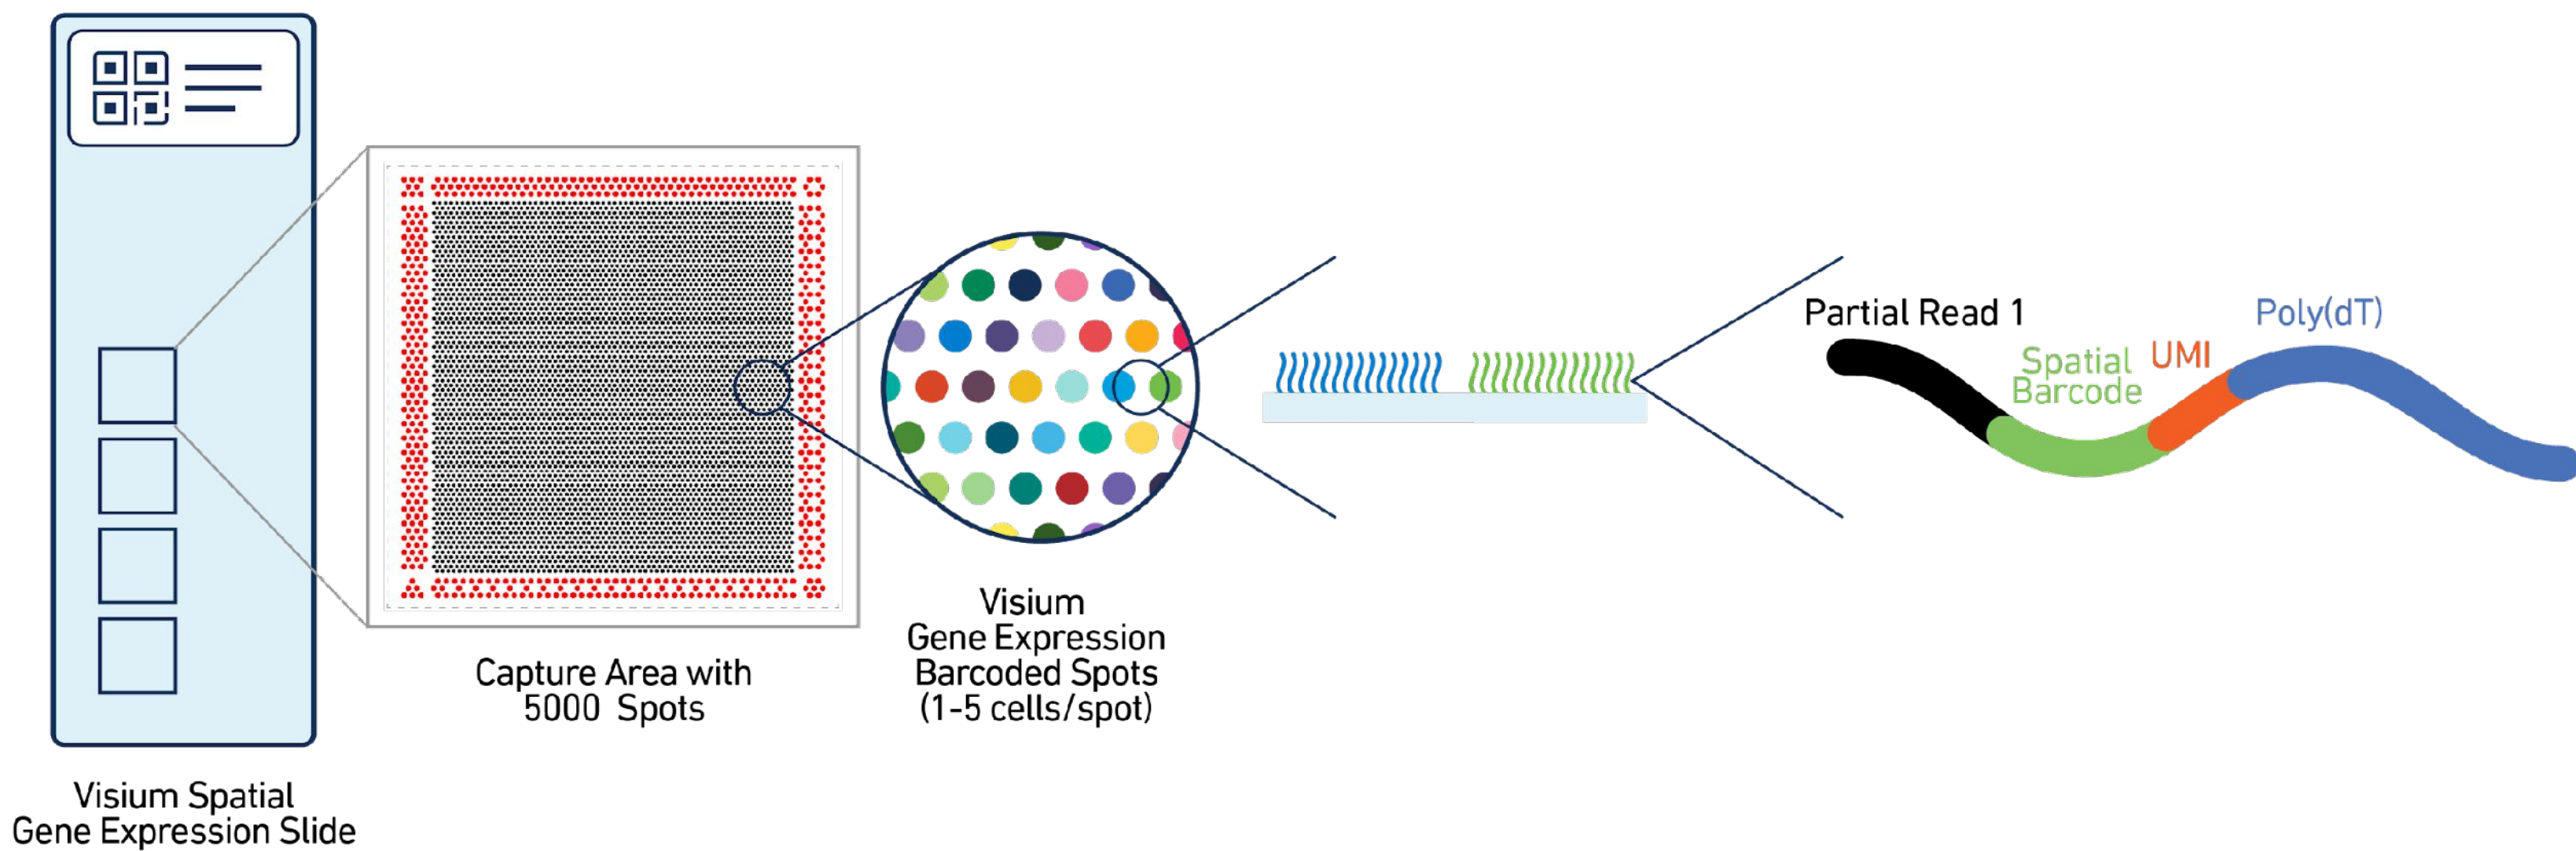 Visium Spatial
Gene Expression Slide
Capture Area with
5000 Spots
Visium
Gene Expression
Barcoded Spots
(1-5 cells/spot)
Partial Read 1
Spatial
Barcode
UMI
Poly(dT)